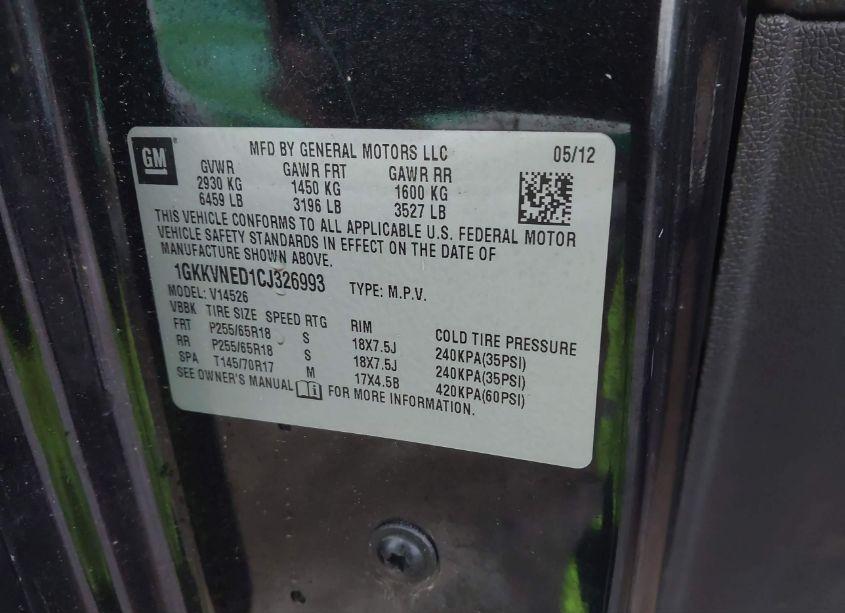 GM
MFD BY GENERAL MOTORS LLC 05/12
GVWR GAWR FRT GAWR RR
2930 KG 1450 KG 1600 KG
6459 LB 3196 LB 3527 LB
THIS VEHICLE CONFORMS TO ALL APPLICABLE U.S. FEDERAL MOTOR
VEHICLE SAFETY STANDARDS IN EFFECT ON THE DATE OF
MANUFACTURE SHOWN ABOVE.
1GKKVNED1CJ326993 TYPE: M.P.V.
MODEL: V14526
VBBK TIRE SIZE SPEED RTG RIM COLD TIRE PRESSURE
FRT P255/65R18 S 18X7.5J 240KPA(35PSI)
RR P255/65R18 S 18X7.5J 240KPA(35PSI)
SPA T145/70R17 M 17X4.5B 420KPA(60PSI)
SEE OWNER'S MANUAL FOR MORE INFORMATION.